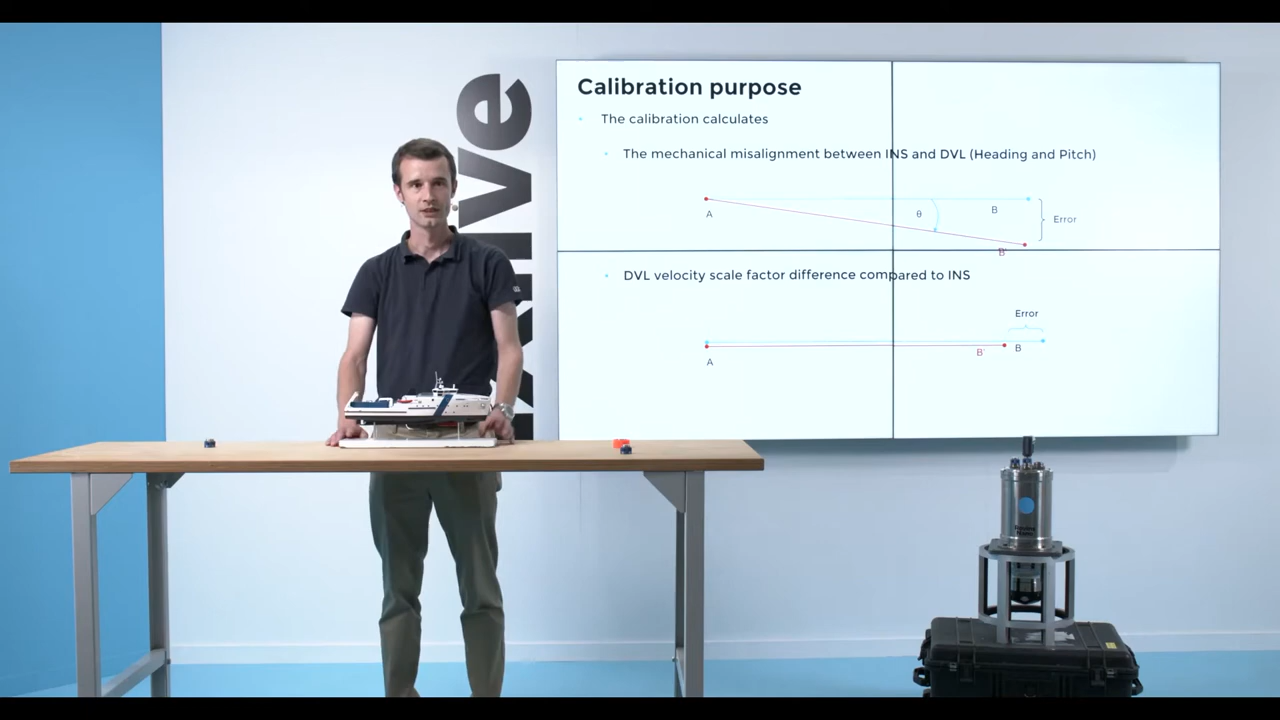 Calibration purpose
The calibration calculates
The mechanical misalignment between INS and DVL (Heading and Pitch)
A
θ
B
Error
B'
DVL velocity scale factor difference compared to INS
Error
A
B'
B